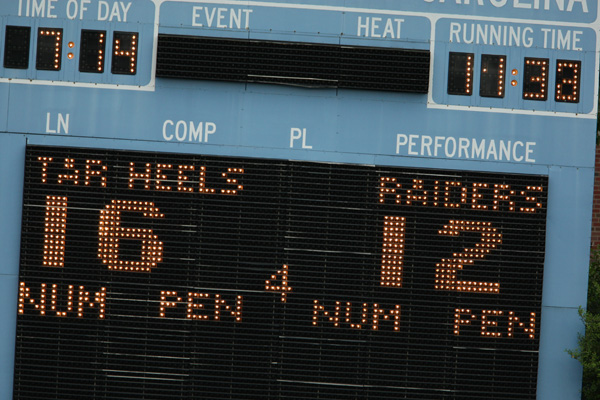 CAROLINA
TIME OF DAY EVENT HEAT RUNNING TIME
7:14 11:38
LN COMP PL PERFORMANCE
TAR HEELS RAIDERS
16 12
4
NUM PEN NUM PEN